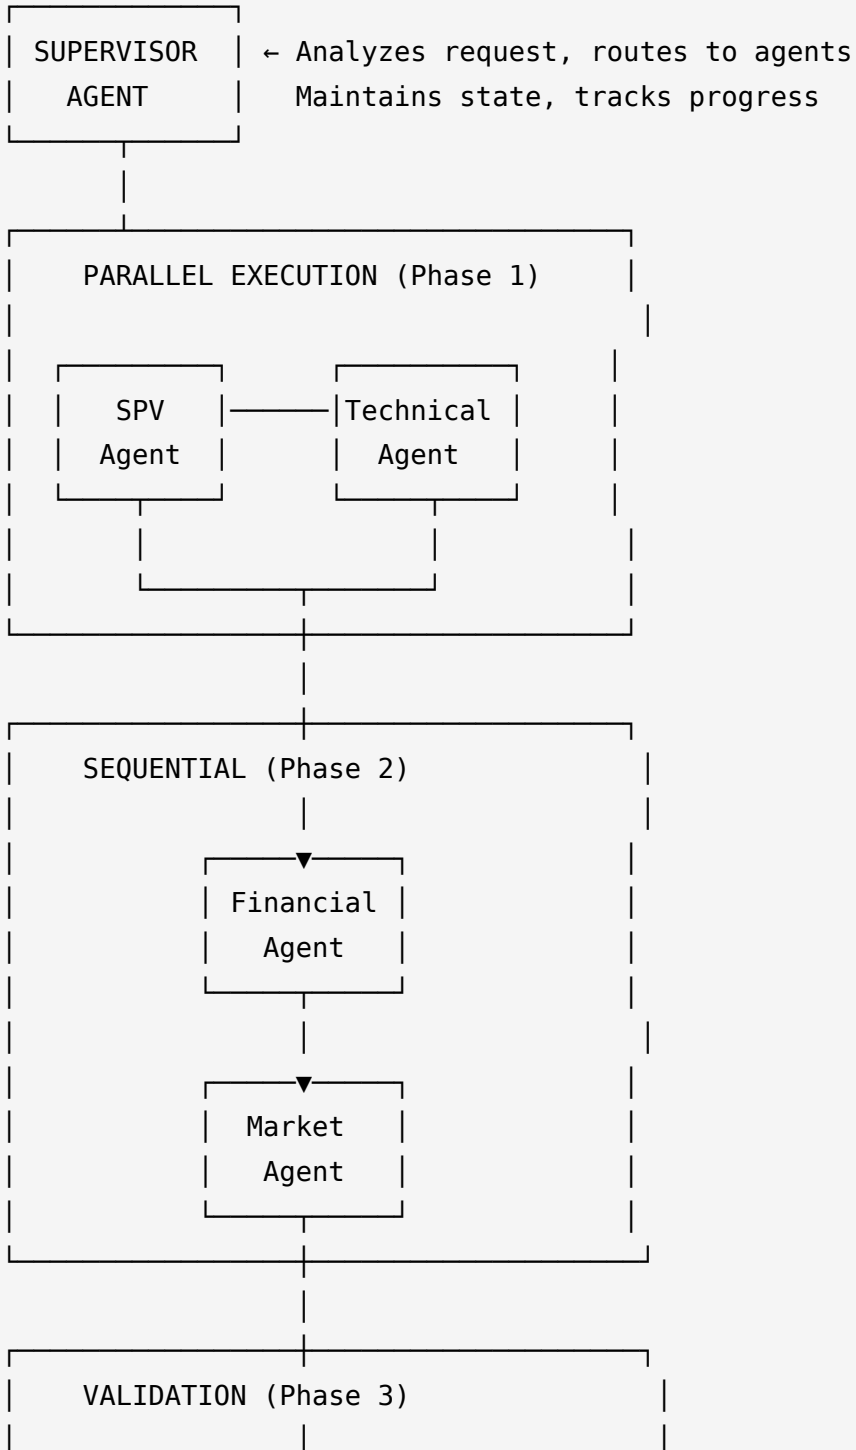 SUPERVISOR ← Analyzes request, routes to agents
AGENT Maintains state, tracks progress
PARALLEL EXECUTION (Phase 1)
SPV Technical
Agent Agent
SEQUENTIAL (Phase 2)
Financial
Agent
Market
Agent
VALIDATION (Phase 3)